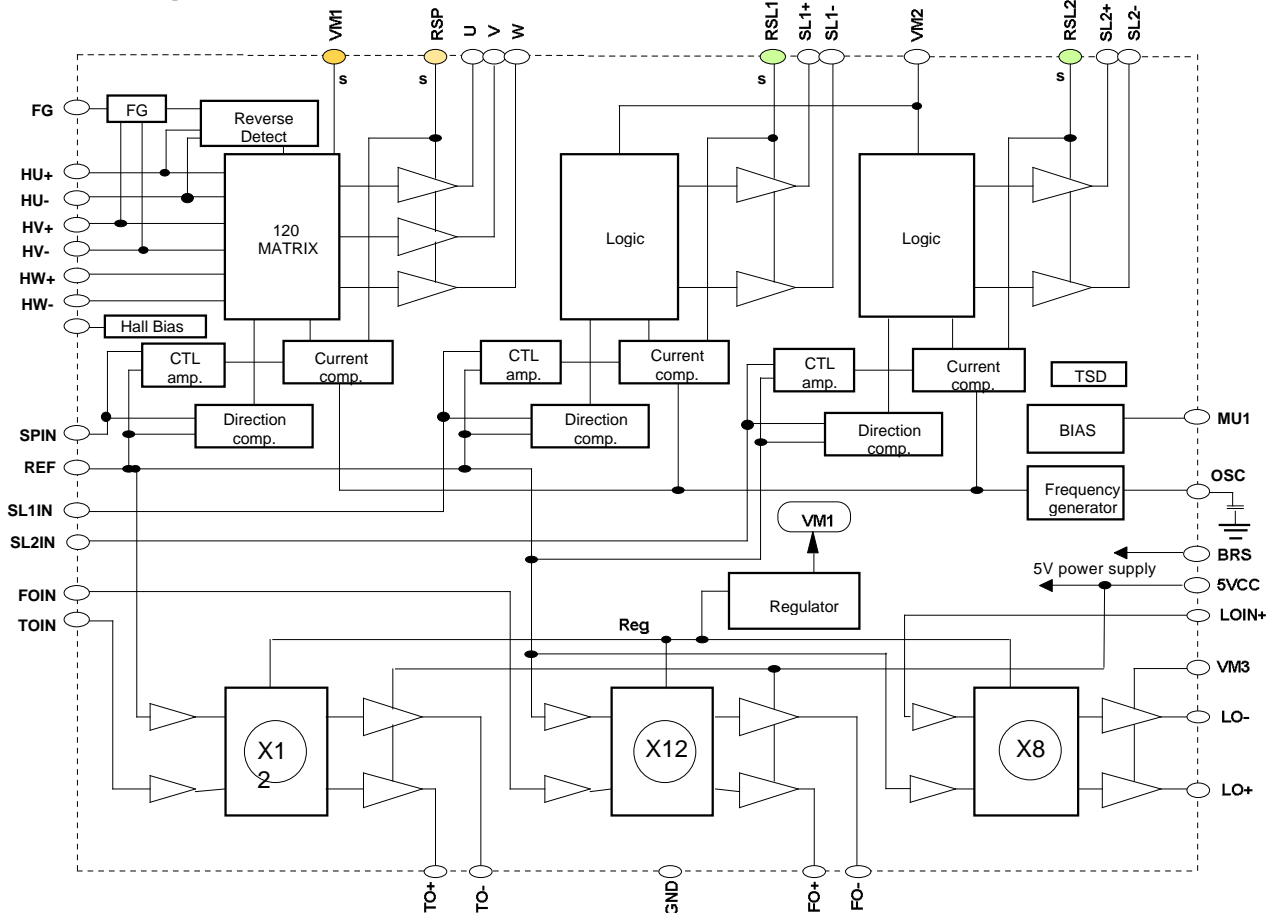 VM1
RSP
U
V
W
RSL1
SL1+
SL1-
VM2
RSL2
SL2+
SL2-
s
s
s
s
FG
FG
Reverse
Detect
HU+
HU-
HV+
HV-
HW+
HW-
120
MATRIX
Logic
Logic
Hall Bias
CTL
amp.
Current
comp.
CTL
amp.
Current
comp.
CTL
amp.
Current
comp.
TSD
Direction
comp.
Direction
comp.
Direction
comp.
BIAS
MU1
SPIN
REF
SL1IN
SL2IN
FOIN
TOIN
Frequency
generator
OSC
VM1
BRS
5V power supply
5VCC
Regulator
LOIN+
Reg
VM3
X1
2
X12
X8
LO-
LO+
TO+
TO-
GND
FO+
FO-